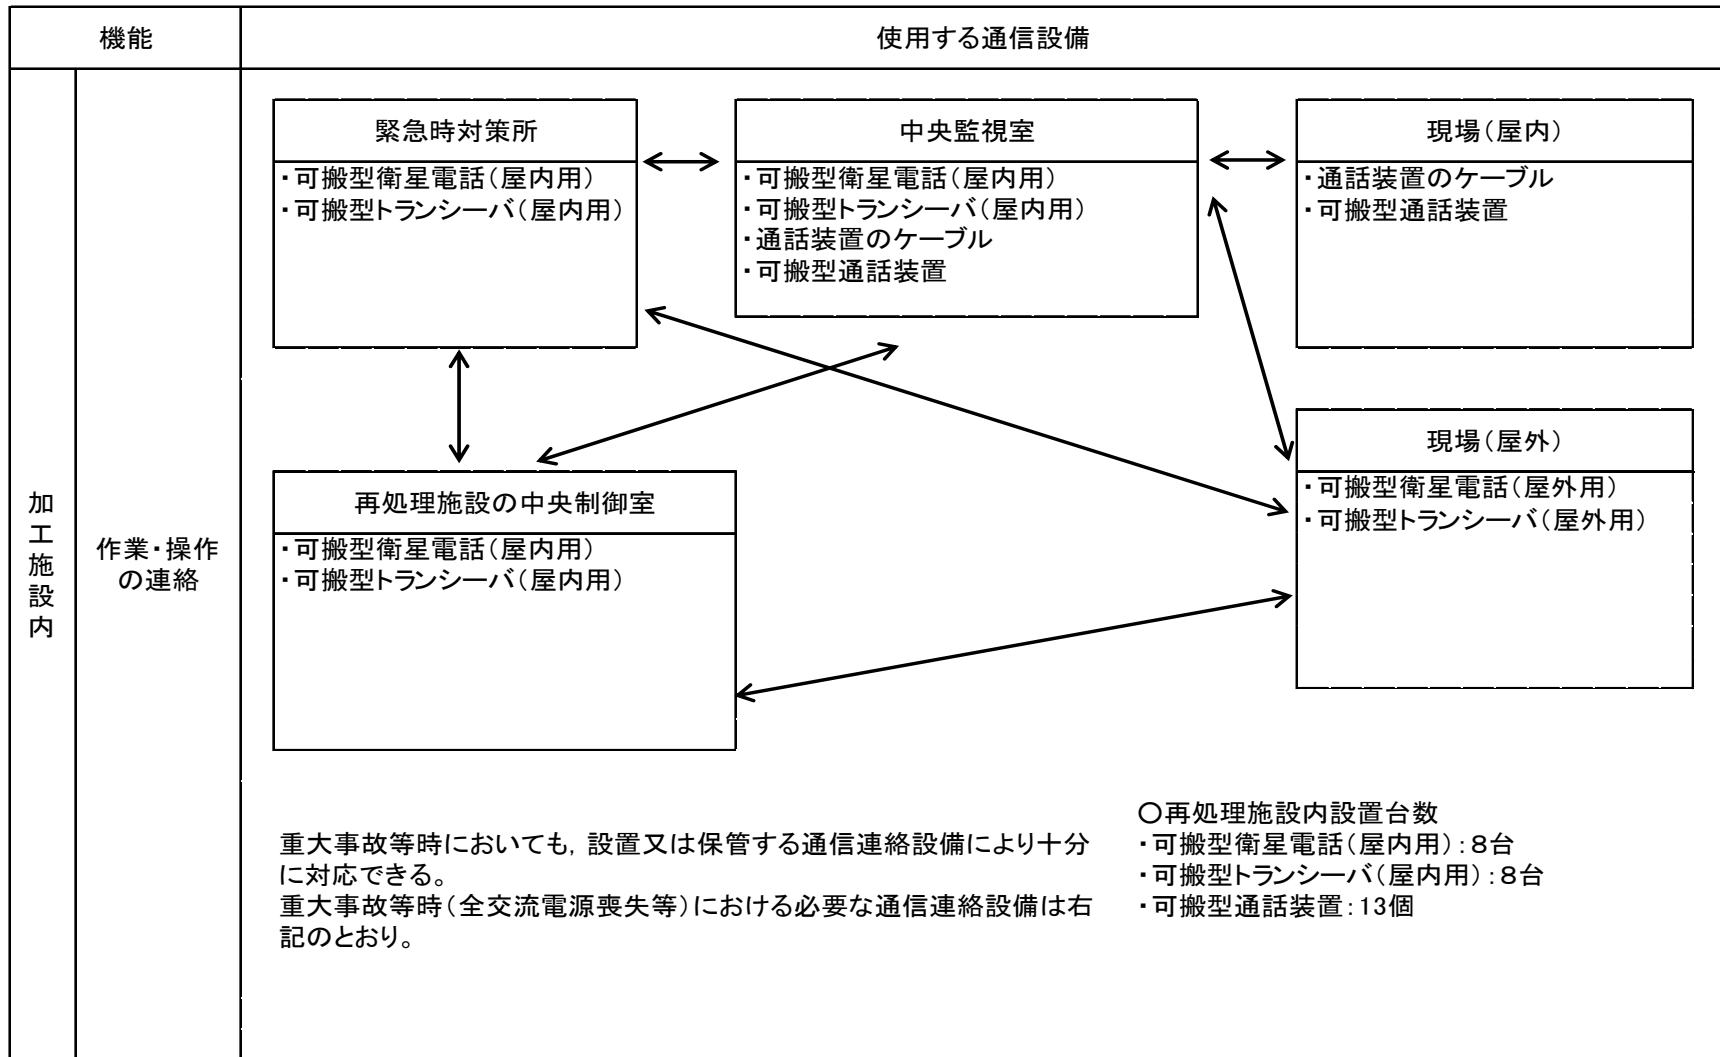 機能
使用する通信設備
加工施設内
作業・操作
の連絡
緊急時対策所
・可搬型衛星電話(屋内用)
・可搬型トランシーバ(屋内用)
中央監視室
・可搬型衛星電話(屋内用)
・可搬型トランシーバ(屋内用)
・通話装置のケーブル
・可搬型通話装置
現場(屋内)
・通話装置のケーブル
・可搬型通話装置
再処理施設の中央制御室
・可搬型衛星電話(屋内用)
・可搬型トランシーバ(屋内用)
現場(屋外)
・可搬型衛星電話(屋外用)
・可搬型トランシーバ(屋外用)
重大事故等時においても,設置又は保管する通信連絡設備により十分
に対応できる。
重大事故等時(全交流電源喪失等)における必要な通信連絡設備は右
記のとおり。
○再処理施設内設置台数
・可搬型衛星電話(屋内用):8台
・可搬型トランシーバ(屋内用):8台
・可搬型通話装置:13個